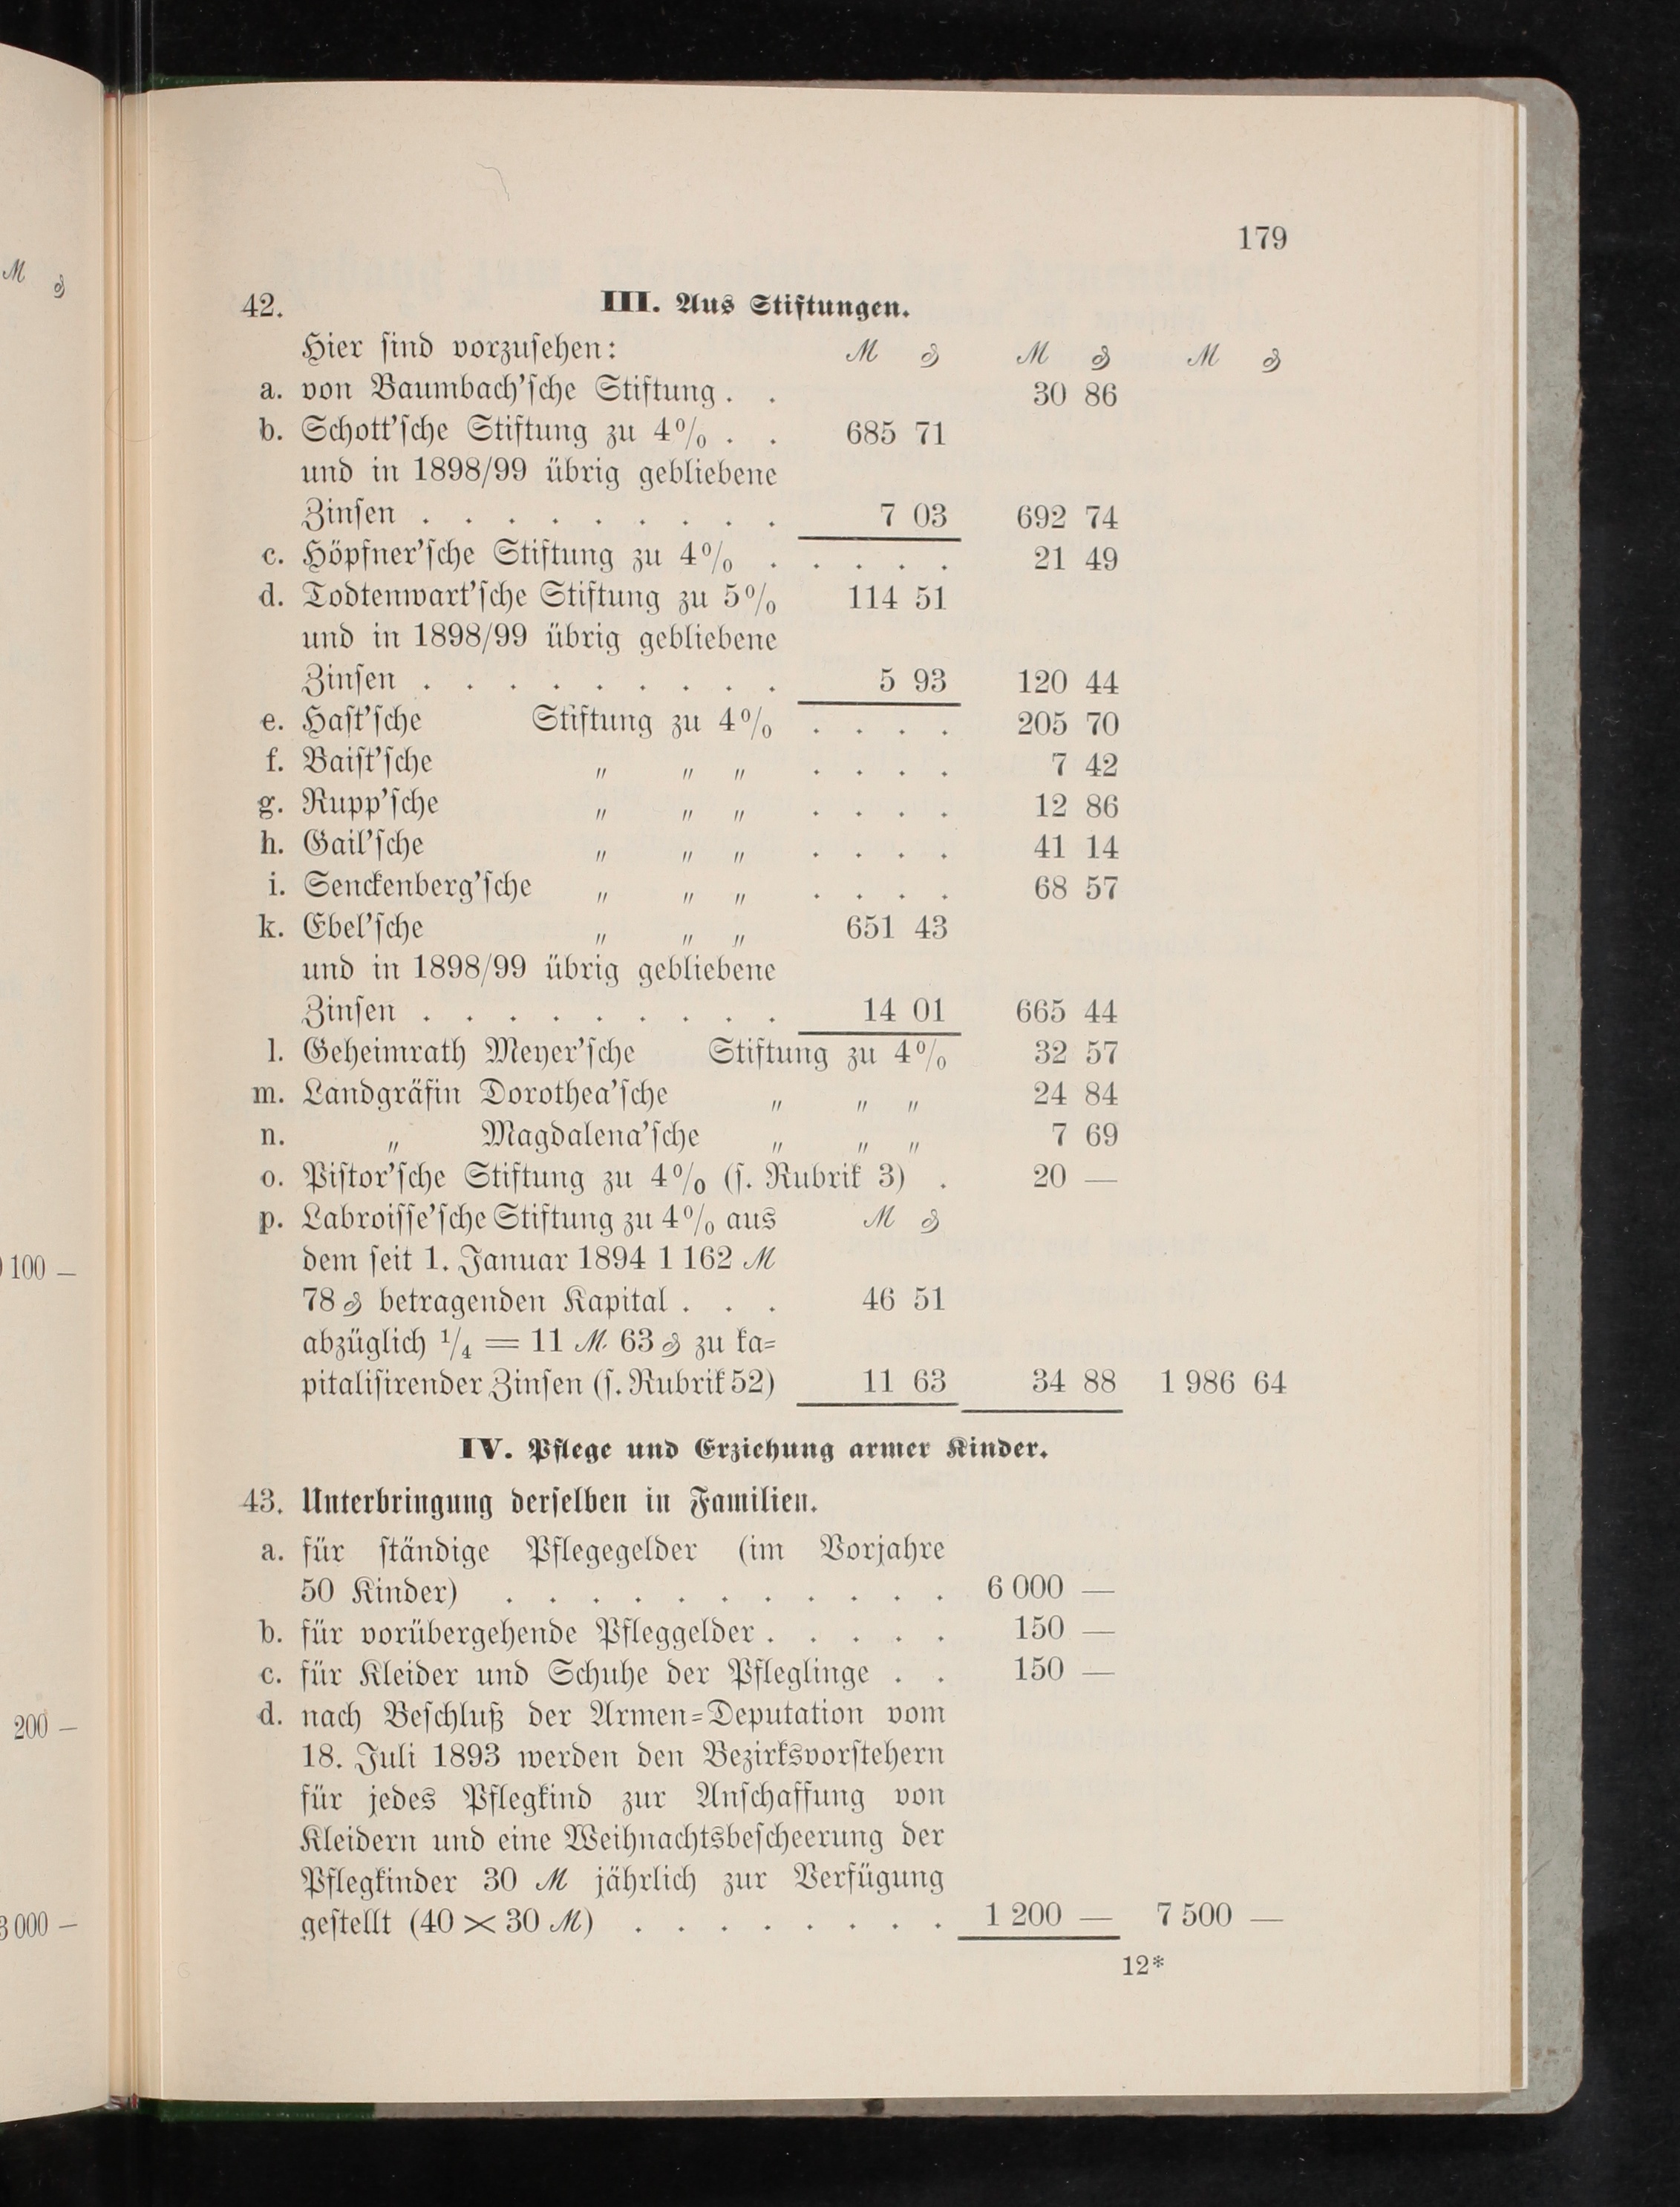 179
42. III. Aus Stiftungen.
Hier sind vorzusehen: ℳ ₰ ℳ ₰ ℳ ₰
a. von Baumbach'sche Stiftung . . 30 86
b. Schott'sche Stiftung zu 4% . . 685 71
und in 1898/99 übrig gebliebene
Zinsen . . . . . . . . . 7 03 692 74
c. Höpfner'sche Stiftung zu 4% . . . . . 21 49
d. Todtenwart'sche Stiftung zu 5% 114 51
und in 1898/99 übrig gebliebene
Zinsen . . . . . . . . . 5 93 120 44
e. Hast'sche Stiftung zu 4% . . . . 205 70
f. Baist'sche " " " . . . . 7 42
g. Rupp'sche " " " . . . . 12 86
h. Gail'sche " " " . . . . 41 14
i. Senckenberg'sche " " " . . . . 68 57
k. Ebel'sche " " " 651 43
und in 1898/99 übrig gebliebene
Zinsen . . . . . . . . . 14 01 665 44
l. Geheimrath Meyer'sche Stiftung zu 4% 32 57
m. Landgräfin Dorothea'sche " " " 24 84
n. " Magdalena'sche " " " 7 69
o. Pistor'sche Stiftung zu 4% (s. Rubrik 3) . 20 —
p. Labroisse'sche Stiftung zu 4% aus ℳ ₰
dem seit 1. Januar 1894 1 162 ℳ
78 ₰ betragenden Kapital . . . 46 51
abzüglich 1/4 = 11 ℳ 63 ₰ zu ka=
pitalisirender Zinsen (s. Rubrik 52) 11 63 34 88 1 986 64
IV. Pflege und Erziehung armer Kinder.
43. Unterbringung derselben in Familien.
a. für ständige Pflegegelder (im Vorjahre
50 Kinder) . . . . . . . . . . . 6 000 —
b. für vorübergehende Pfleggelder . . . . . 150 —
c. für Kleider und Schuhe der Pfleglinge . . 150 —
d. nach Beschluß der Armen=Deputation vom
18. Juli 1893 werden den Bezirksvorstehern
für jedes Pflegkind zur Anschaffung von
Kleidern und eine Weihnachtsbescheerung der
Pflegkinder 30 ℳ jährlich zur Verfügung
gestellt (40 × 30 ℳ) . . . . . . . . 1 200 — 7 500 —
12*
ℳ ₰
100 —
200 —
3 000 —